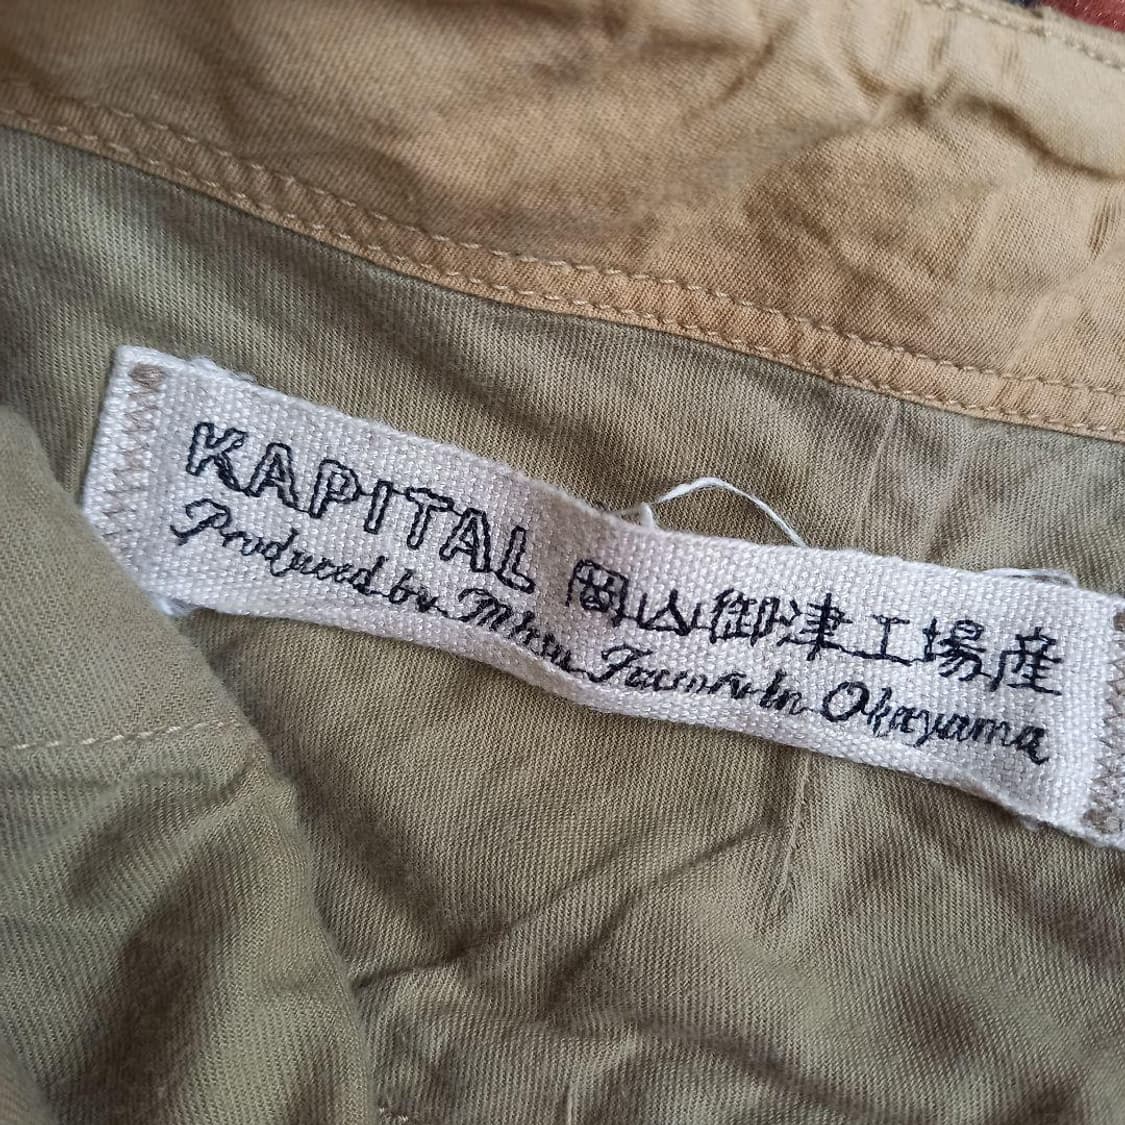 KAPITAL 岡山御津工場産
Produced by Mitsu Factory In Okayama